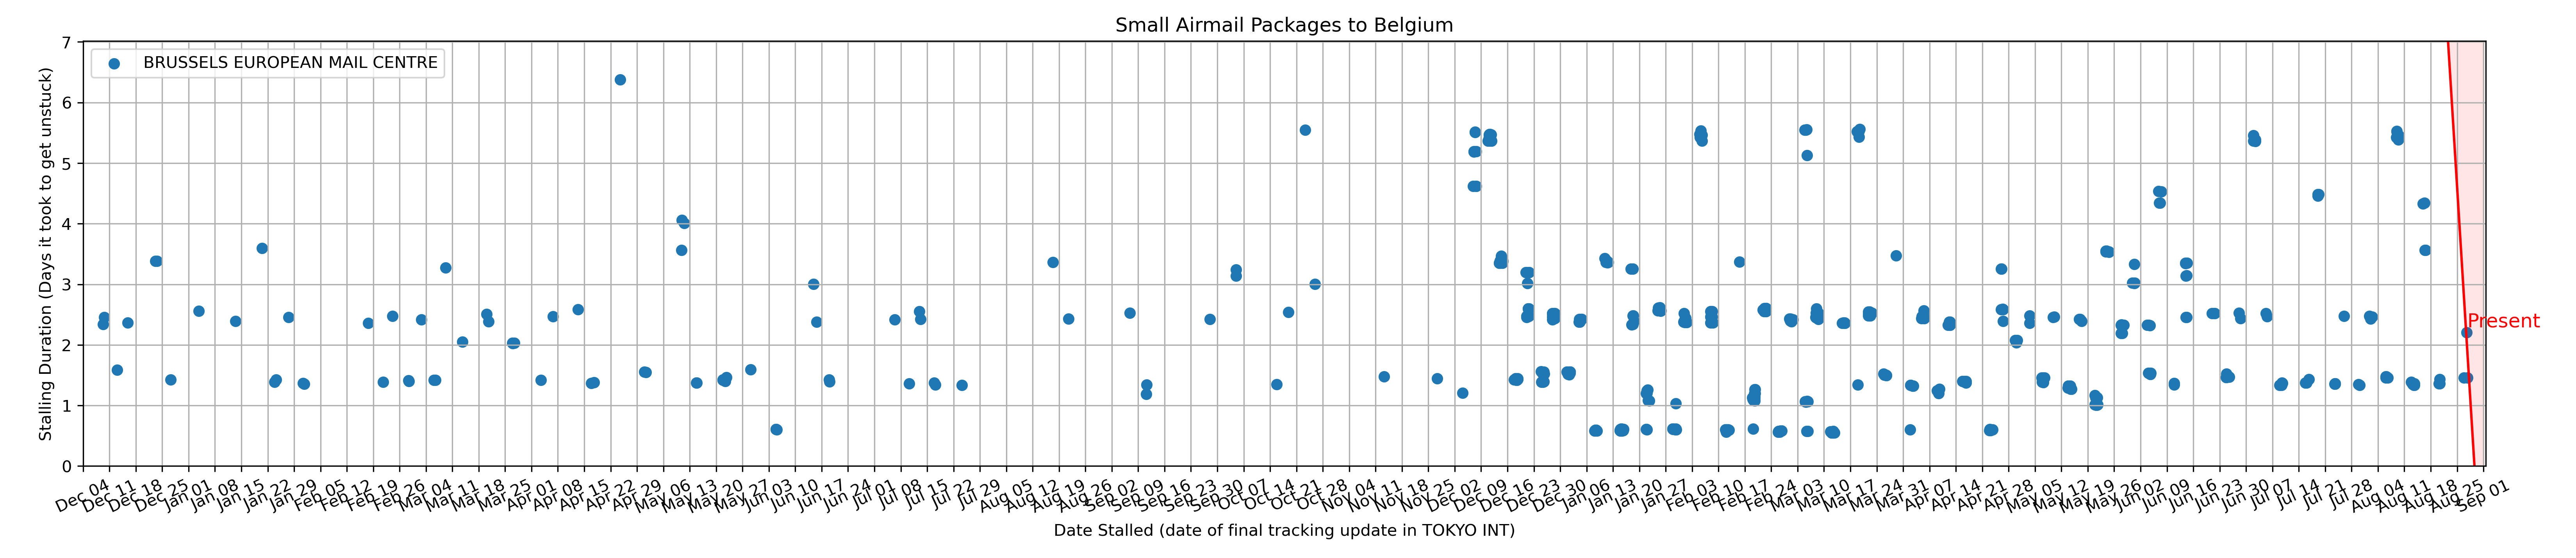 Small Airmail Packages to Belgium
BRUSSELS EUROPEAN MAIL CENTRE
Stalling Duration (Days it took to get unstuck)
7
6
5
4
3
2
1
0
Present
Dec 04
Dec 11
Dec 18
Dec 25
Jan 01
Jan 08
Jan 15
Jan 22
Jan 29
Feb 05
Feb 12
Feb 19
Feb 26
Mar 04
Mar 11
Mar 18
Mar 25
Apr 01
Apr 08
Apr 15
Apr 22
Apr 29
May 06
May 13
May 20
May 27
Jun 03
Jun 10
Jun 17
Jun 24
Jul 01
Jul 08
Jul 15
Jul 22
Jul 29
Aug 05
Aug 12
Aug 19
Aug 26
Sep 02
Sep 09
Sep 16
Sep 23
Sep 30
Oct 07
Oct 14
Oct 21
Oct 28
Nov 04
Nov 11
Nov 18
Nov 25
Dec 02
Dec 09
Dec 16
Dec 23
Dec 30
Jan 06
Jan 13
Jan 20
Jan 27
Feb 03
Feb 10
Feb 17
Feb 24
Mar 03
Mar 10
Mar 17
Mar 24
Mar 31
Apr 07
Apr 14
Apr 21
Apr 28
May 05
May 12
May 19
May 26
Jun 02
Jun 09
Jun 16
Jun 23
Jun 30
Jul 07
Jul 14
Jul 21
Jul 28
Aug 04
Aug 11
Aug 18
Aug 25
Sep 01
Date Stalled (date of final tracking update in TOKYO INT)